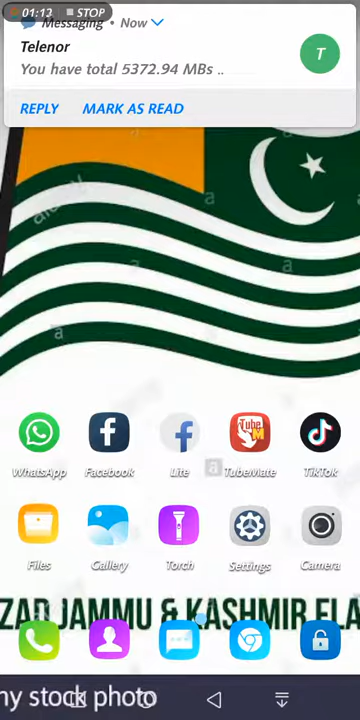 01:13 STOP
Messaging • Now
Telenor
You have total 5372.94 MBs ..
T
REPLY MARK AS READ
a
a
a
a
a
a
WhatsApp Facebook Lite TubeMate TikTok
Files Gallery Torch Settings Camera
ZAD JAMMU & KASHMIR FLA
ny stock photo